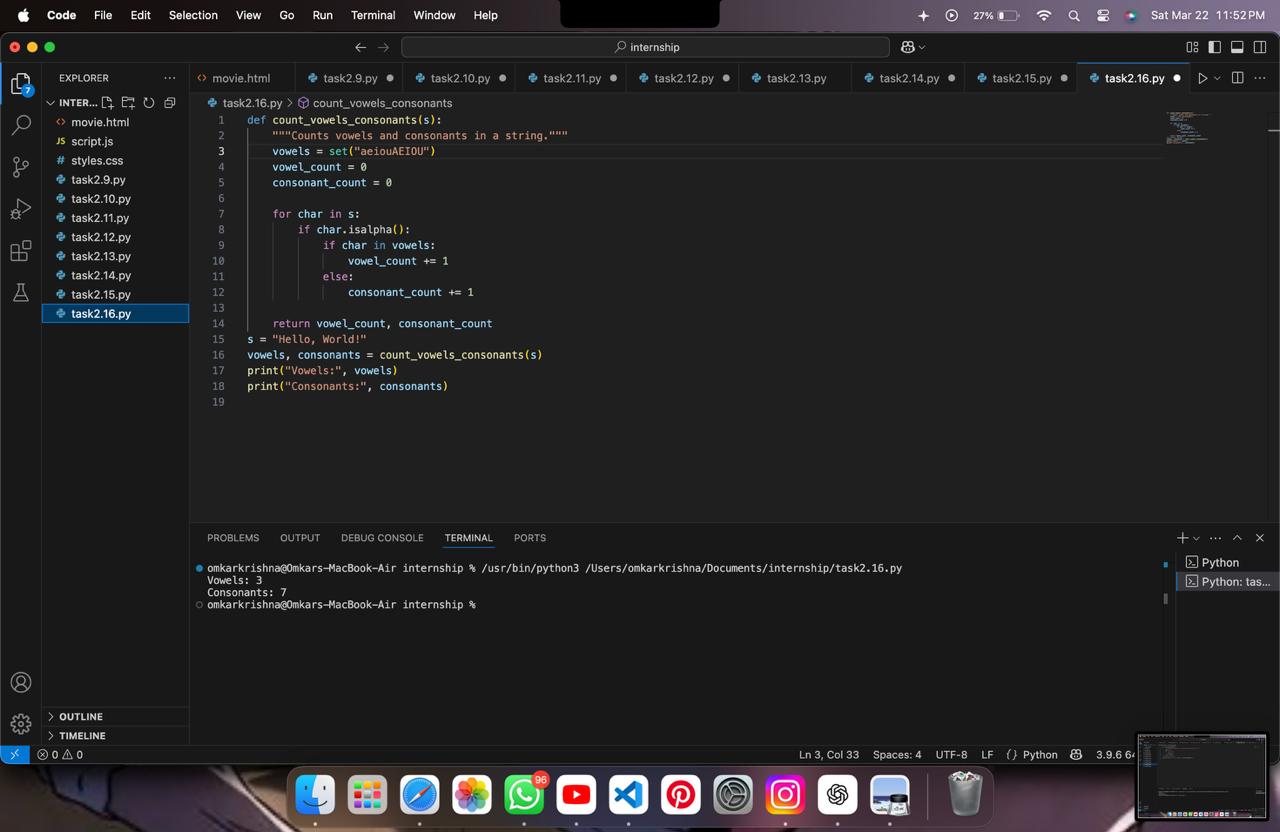 Code File Edit Selection View Go Run Terminal Window Help 27% Sat Mar 22 11:52 PM
internship
EXPLORER
movie.html task2.9.py task2.10.py task2.11.py task2.12.py task2.13.py task2.14.py task2.15.py task2.16.py
7
INTER...
movie.html
JS script.js
# styles.css
task2.9.py
task2.10.py
task2.11.py
task2.12.py
task2.13.py
task2.14.py
task2.15.py
task2.16.py
OUTLINE
TIMELINE
task2.16.py > count_vowels_consonants
1 def count_vowels_consonants(s):
2     """Counts vowels and consonants in a string."""
3     vowels = set("aeiouAEIOU")
4     vowel_count = 0
5     consonant_count = 0
6
7     for char in s:
8         if char.isalpha():
9             if char in vowels:
10                 vowel_count += 1
11             else:
12                 consonant_count += 1
13
14     return vowel_count, consonant_count
15 s = "Hello, World!"
16 vowels, consonants = count_vowels_consonants(s)
17 print("Vowels:", vowels)
18 print("Consonants:", consonants)
19
PROBLEMS OUTPUT DEBUG CONSOLE TERMINAL PORTS
omkarkrishna@Omkars-MacBook-Air internship % /usr/bin/python3 /Users/omkarkrishna/Documents/internship/task2.16.py
Vowels: 3
Consonants: 7
omkarkrishna@Omkars-MacBook-Air internship %
Python
Python: tas...
0 0 Ln 3, Col 33 Spaces: 4 UTF-8 LF {} Python 3.9.6 64
96